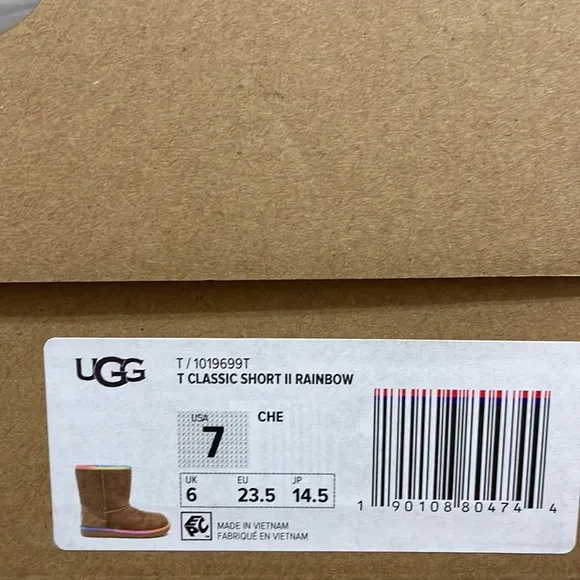 UGG
T / 1019699T
T CLASSIC SHORT II RAINBOW
USA
7
CHE
UK EU JP
6 23.5 14.5
1 90108 80474 4
EPC
MADE IN VIETNAM
FABRIQUÉ EN VIETNAM